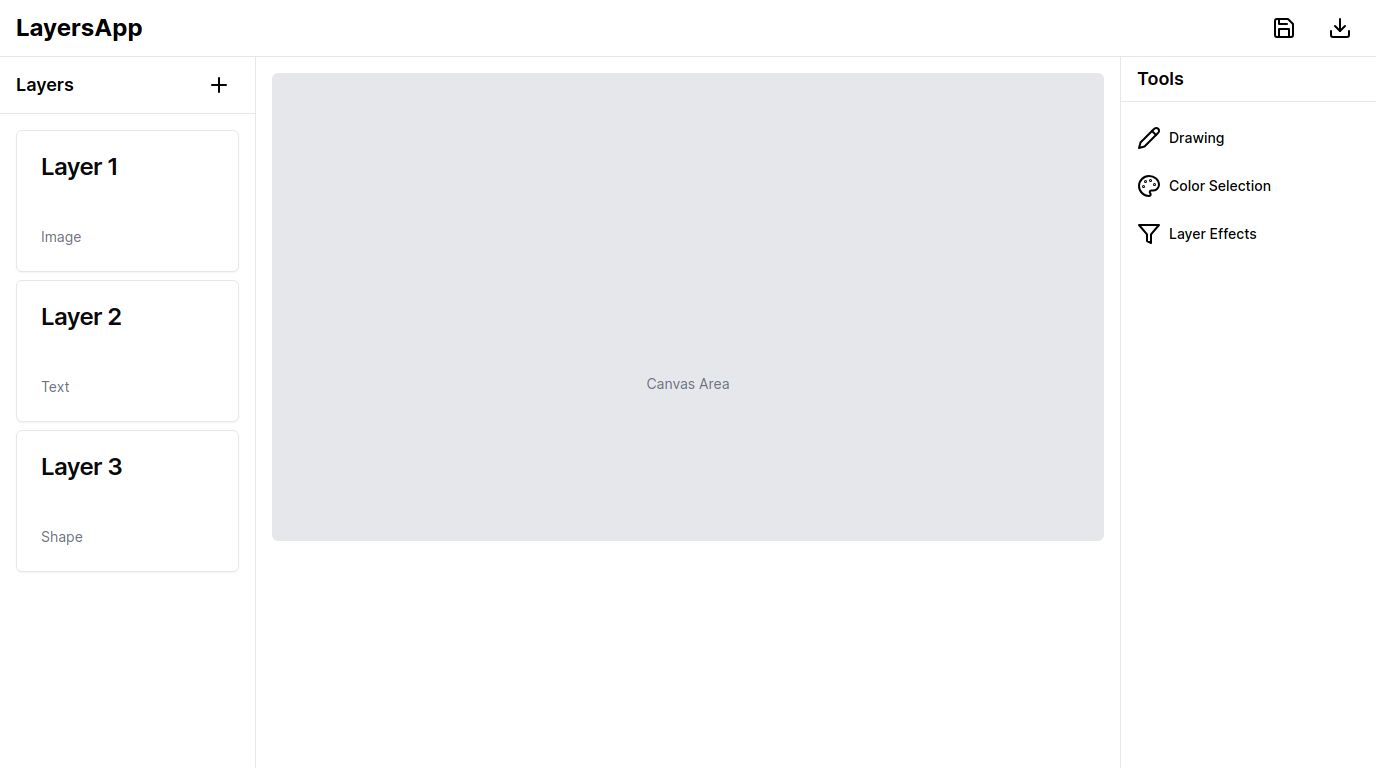 LayersApp
Layers
Layer 1
Image
Layer 2
Text
Layer 3
Shape
Canvas Area
Tools
Drawing
Color Selection
Layer Effects